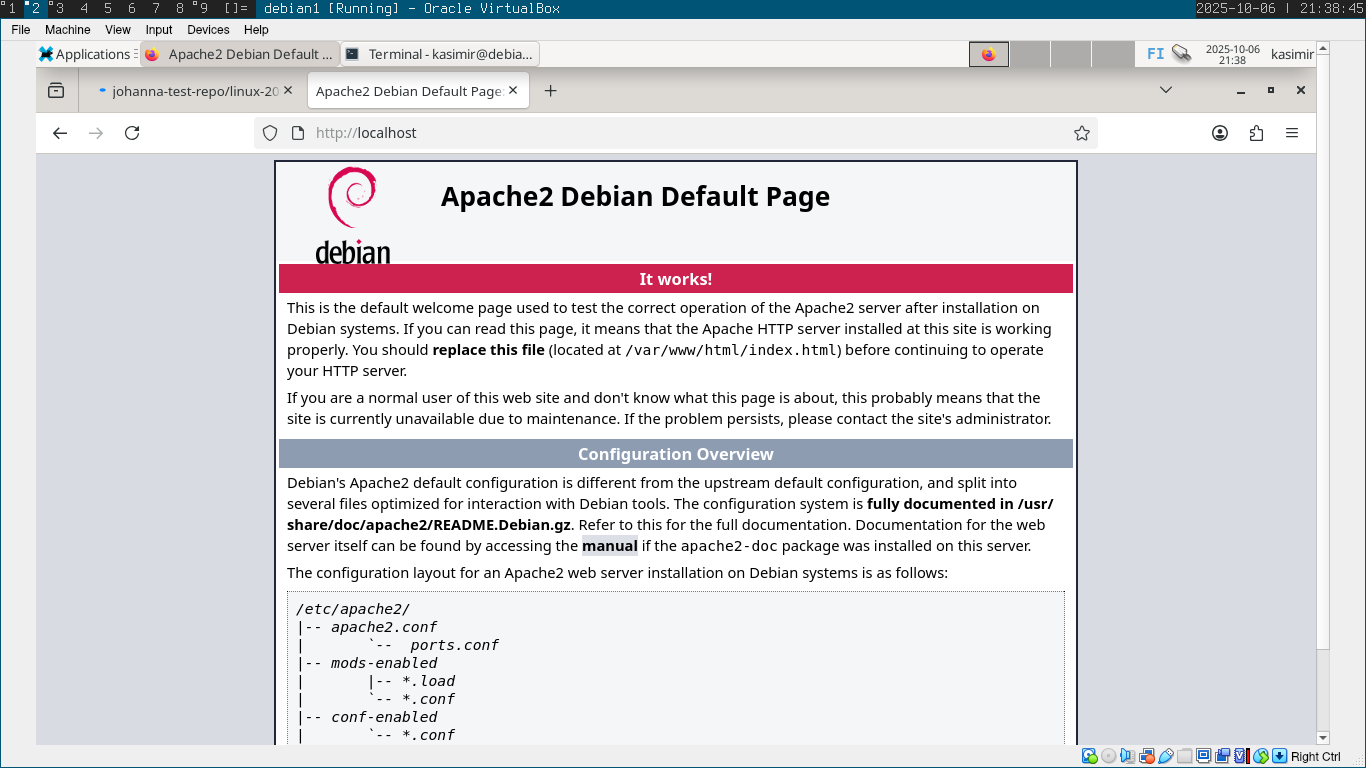 1 2 3 4 5 6 7 8 9 []= debian1 [Running] - Oracle VirtualBox 2025-10-06 | 21:38:45
File Machine View Input Devices Help
Applications Apache2 Debian Default ... Terminal - kasimir@debia... FI 2025-10-06 21:38 kasimir
johanna-test-repo/linux-20 Apache2 Debian Default Page:
http://localhost
debian
Apache2 Debian Default Page
It works!
This is the default welcome page used to test the correct operation of the Apache2 server after installation on
Debian systems. If you can read this page, it means that the Apache HTTP server installed at this site is working
properly. You should replace this file (located at /var/www/html/index.html) before continuing to operate
your HTTP server.
If you are a normal user of this web site and don't know what this page is about, this probably means that the
site is currently unavailable due to maintenance. If the problem persists, please contact the site's administrator.
Configuration Overview
Debian's Apache2 default configuration is different from the upstream default configuration, and split into
several files optimized for interaction with Debian tools. The configuration system is fully documented in /usr/
share/doc/apache2/README.Debian.gz. Refer to this for the full documentation. Documentation for the web
server itself can be found by accessing the manual if the apache2-doc package was installed on this server.
The configuration layout for an Apache2 web server installation on Debian systems is as follows:
/etc/apache2/
|-- apache2.conf
|       `--  ports.conf
|-- mods-enabled
|       |-- *.load
|       `-- *.conf
|-- conf-enabled
|       `-- *.conf
Right Ctrl